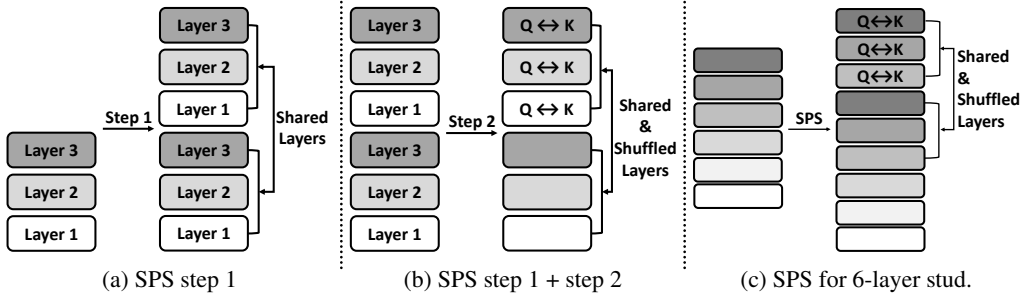 Layer 3
Layer 2
Layer 1
Step 1
Layer 3
Layer 2
Layer 1
Layer 3
Layer 2
Layer 1
Shared
Layers
(a) SPS step 1
Layer 3
Layer 2
Layer 1
Layer 3
Layer 2
Layer 1
Step 2
Q ↔ K
Q ↔ K
Q ↔ K
Shared
&
Shuffled
Layers
(b) SPS step 1 + step 2
SPS
Q↔K
Q↔K
Q↔K
Shared
&
Shuffled
Layers
(c) SPS for 6-layer stud.